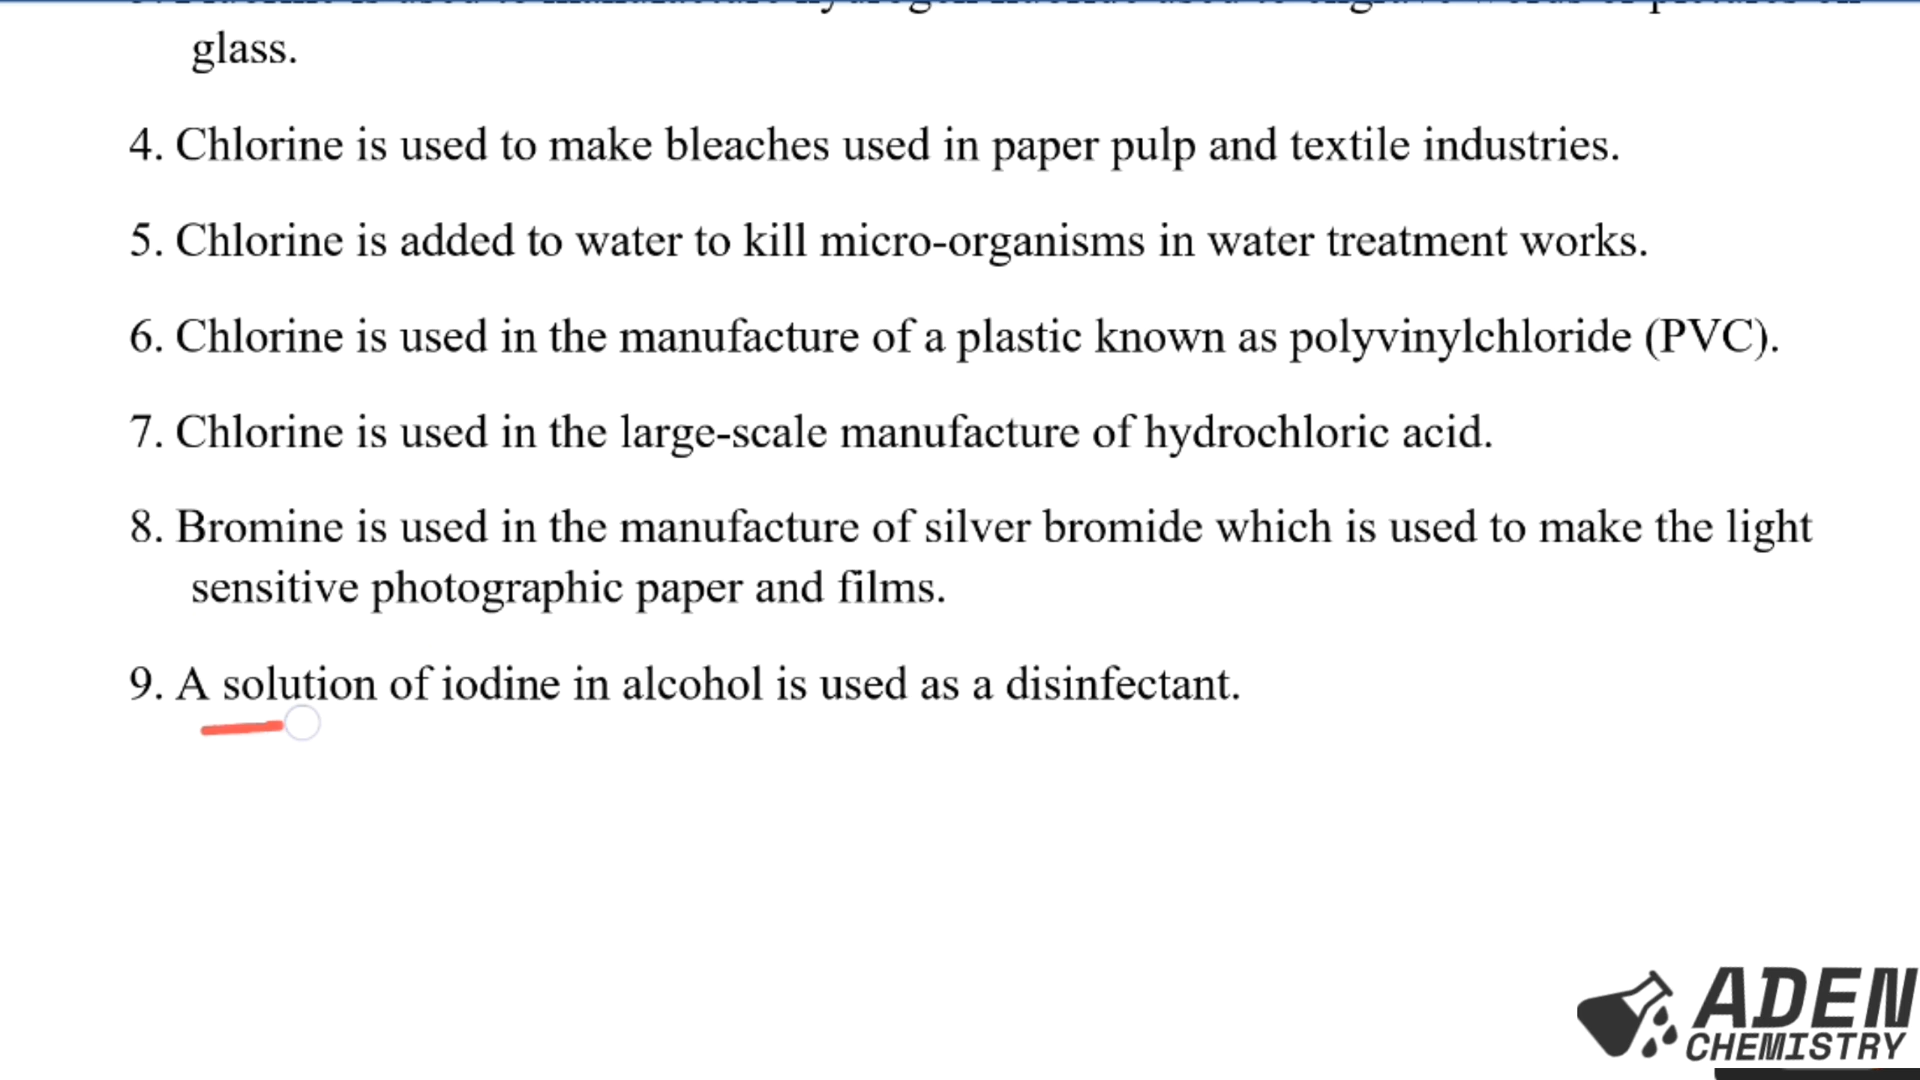 glass.
4. Chlorine is used to make bleaches used in paper pulp and textile industries.
5. Chlorine is added to water to kill micro-organisms in water treatment works.
6. Chlorine is used in the manufacture of a plastic known as polyvinylchloride (PVC).
7. Chlorine is used in the large-scale manufacture of hydrochloric acid.
8. Bromine is used in the manufacture of silver bromide which is used to make the light
sensitive photographic paper and films.
9. A solution of iodine in alcohol is used as a disinfectant.
ADEN
CHEMISTRY